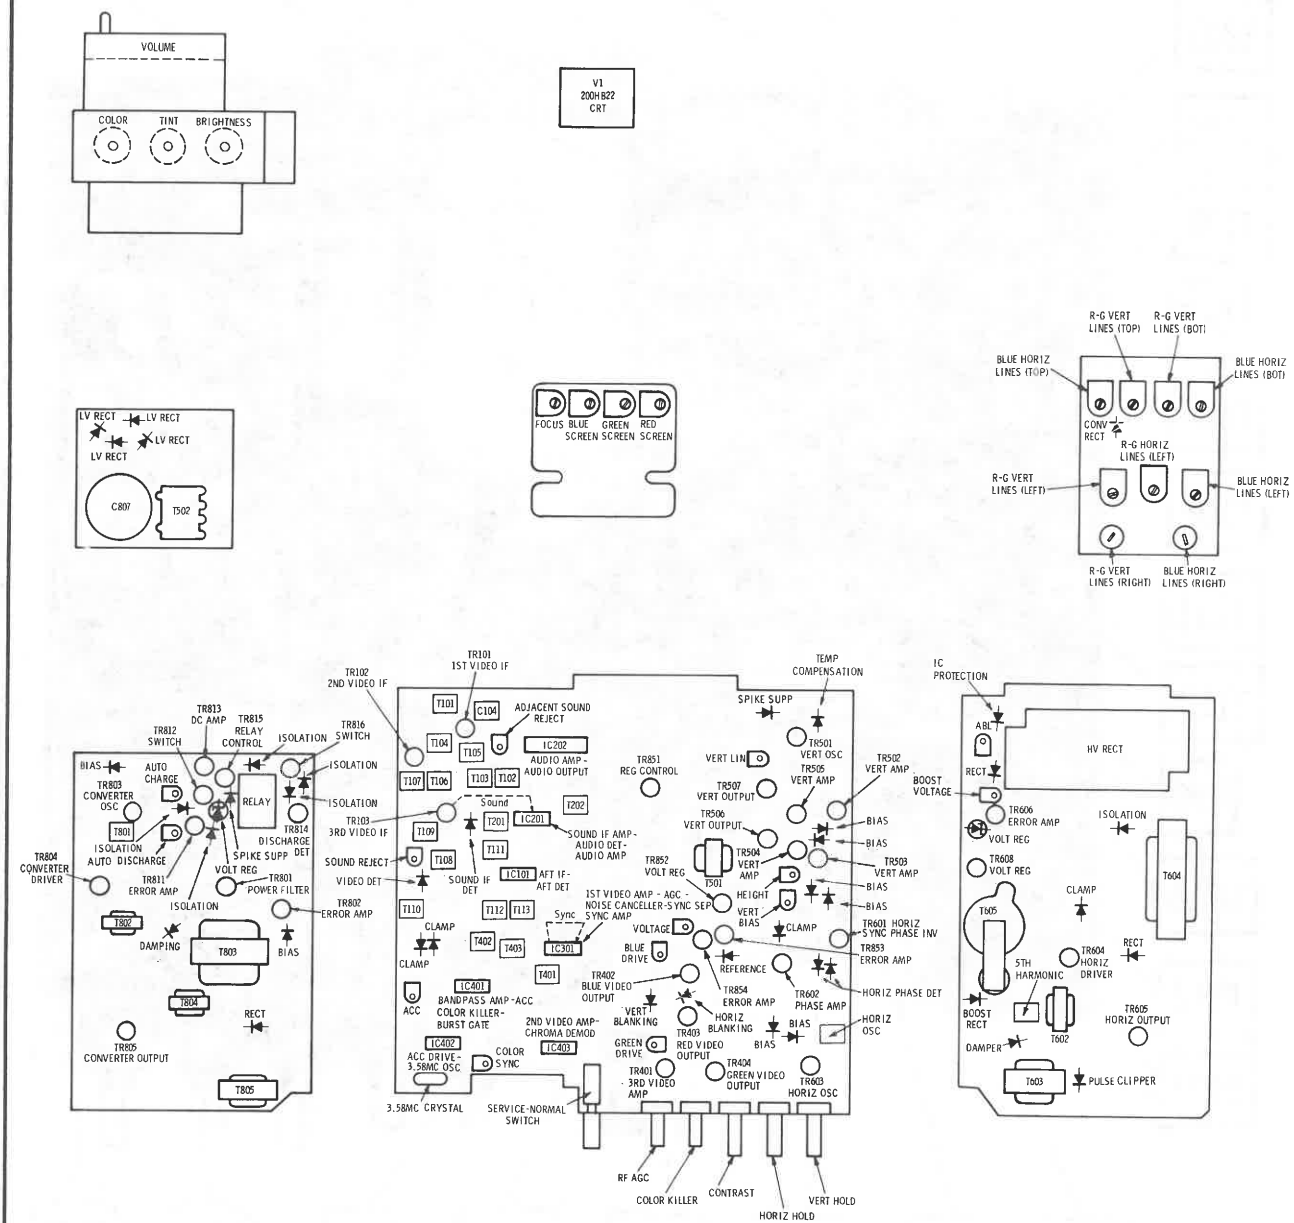 VOLUME
COLOR
TINT
BRIGHTNESS
V1
200HB22
CRT
R-G VERT
LINES (TOP)
R-G VERT
LINES (BOT)
BLUE HORIZ
LINES (TOP)
BLUE HORIZ
LINES (BOT)
CONV
RECT
R-G HORIZ
LINES (LEFT)
R-G VERT
LINES (LEFT)
BLUE HORIZ
LINES (LEFT)
R-G VERT
LINES (RIGHT)
BLUE HORIZ
LINES (RIGHT)
LV RECT
LV RECT
LV RECT
LV RECT
C807
T502
FOCUS
BLUE
SCREEN
GREEN
SCREEN
RED
SCREEN
TR813
DC AMP
TR812
SWITCH
TR815
RELAY
CONTROL
ISOLATION
TR816
SWITCH
ISOLATION
BIAS
AUTO
CHARGE
TR803
CONVERTER
OSC
RELAY
ISOLATION
T801
TR814
DISCHARGE
DET
ISOLATION
AUTO DISCHARGE
SPIKE SUPP
VOLT REG
TR804
CONVERTER
DRIVER
TR811
ERROR AMP
TR801
POWER FILTER
ISOLATION
TR802
ERROR AMP
T802
DAMPING
T803
BIAS
T804
RECT
TR805
CONVERTER OUTPUT
T805
TR101
1ST VIDEO IF
TR102
2ND VIDEO IF
T101
C104
ADJACENT SOUND
REJECT
T104
T105
IC202
AUDIO AMP-
AUDIO OUTPUT
T107
T106
T103
T102
TR103
3RD VIDEO IF
Sound
T202
T109
T201
IC201
SOUND IF AMP-
AUDIO DET-
AUDIO AMP
SOUND REJECT
T108
T111
VIDEO DET
SOUND IF
DET
IC101
AFT IF-
AFT DET
T110
T112
T113
1ST VIDEO AMP - AGC -
NOISE CANCELLER-SYNC SEP
SYNC AMP
Sync
CLAMP
CLAMP
T402
T403
IC301
T401
IC401
BANDPASS AMP-ACC
COLOR KILLER-
BURST GATE
ACC
2ND VIDEO AMP-
CHROMA DEMOD
IC402
IC403
ACC DRIVE-
3.58MC OSC
COLOR
SYNC
3.58MC CRYSTAL
SERVICE-NORMAL
SWITCH
TEMP
COMPENSATION
SPIKE SUPP
TR501
VERT OSC
VERT LIN
TR502
VERT AMP
TR851
REG CONTROL
TR505
VERT AMP
TR507
VERT OUTPUT
TR506
VERT OUTPUT
BIAS
BIAS
TR504
VERT
AMP
TR503
VERT AMP
T501
TR852
VOLT REG
HEIGHT
BIAS
BIAS
VERT
BIAS
VOLTAGE
CLAMP
TR601 HORIZ
SYNC PHASE INV
BLUE
DRIVE
REFERENCE
TR853
ERROR AMP
TR402
BLUE VIDEO
OUTPUT
TR854
ERROR AMP
TR602
PHASE AMP
HORIZ PHASE DET
VERT
BLANKING
HORIZ
BLANKING
TR403
RED VIDEO
OUTPUT
BIAS
BIAS
HORIZ
OSC
GREEN
DRIVE
TR401
3RD VIDEO
AMP
TR404
GREEN VIDEO
OUTPUT
TR603
HORIZ OSC
RF AGC
COLOR KILLER
CONTRAST
HORIZ HOLD
VERT HOLD
IC
PROTECTION
ABL
HV RECT
RECT
BOOST
VOLTAGE
TR606
ERROR AMP
VOLT REG
ISOLATION
TR608
VOLT REG
T604
CLAMP
T605
TR604
HORIZ
DRIVER
RECT
5TH
HARMONIC
BOOST
RECT
TR605
HORIZ OUTPUT
T602
DAMPER
T603
PULSE CLIPPER